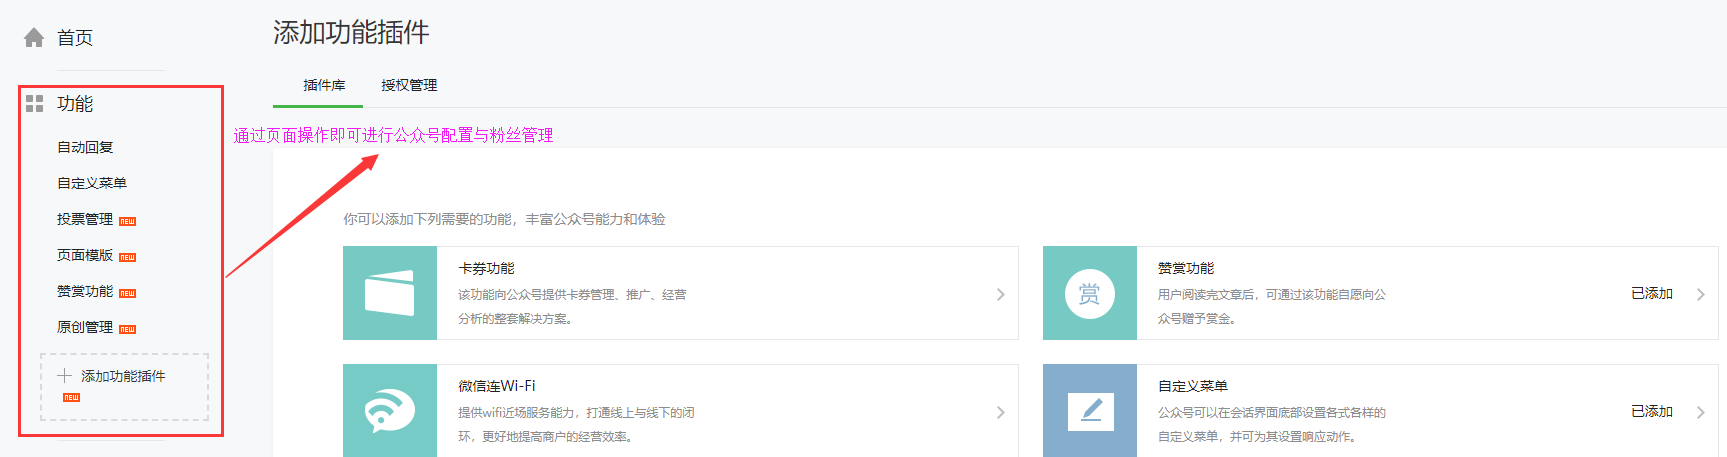 首页
功能
自动回复
自定义菜单
投票管理 NEW
页面模版 NEW
赞赏功能 NEW
原创管理 NEW
添加功能插件
NEW
添加功能插件
插件库 授权管理
通过页面操作即可进行公众号配置与粉丝管理
你可以添加下列需要的功能，丰富公众号能力和体验
卡券功能
该功能向公众号提供卡券管理、推广、经营
分析的整套解决方案。
赏
赞赏功能
用户阅读完文章后，可通过该功能自愿向公
众号赠予赏金。
已添加
微信连Wi-Fi
提供wifi近场服务能力，打通线上与线下的闭
环，更好地提高商户的经营效率。
自定义菜单
公众号可以在会话界面底部设置各式各样的
自定义菜单，并可为其设置响应动作。
已添加